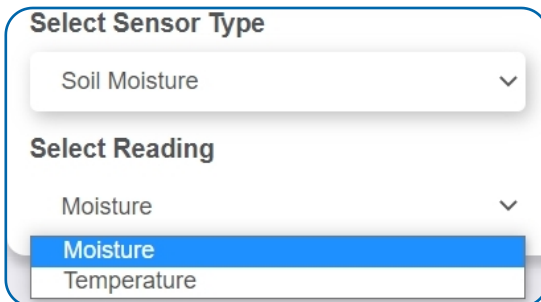 Select Sensor Type
Soil Moisture
Select Reading
Moisture
Moisture
Temperature